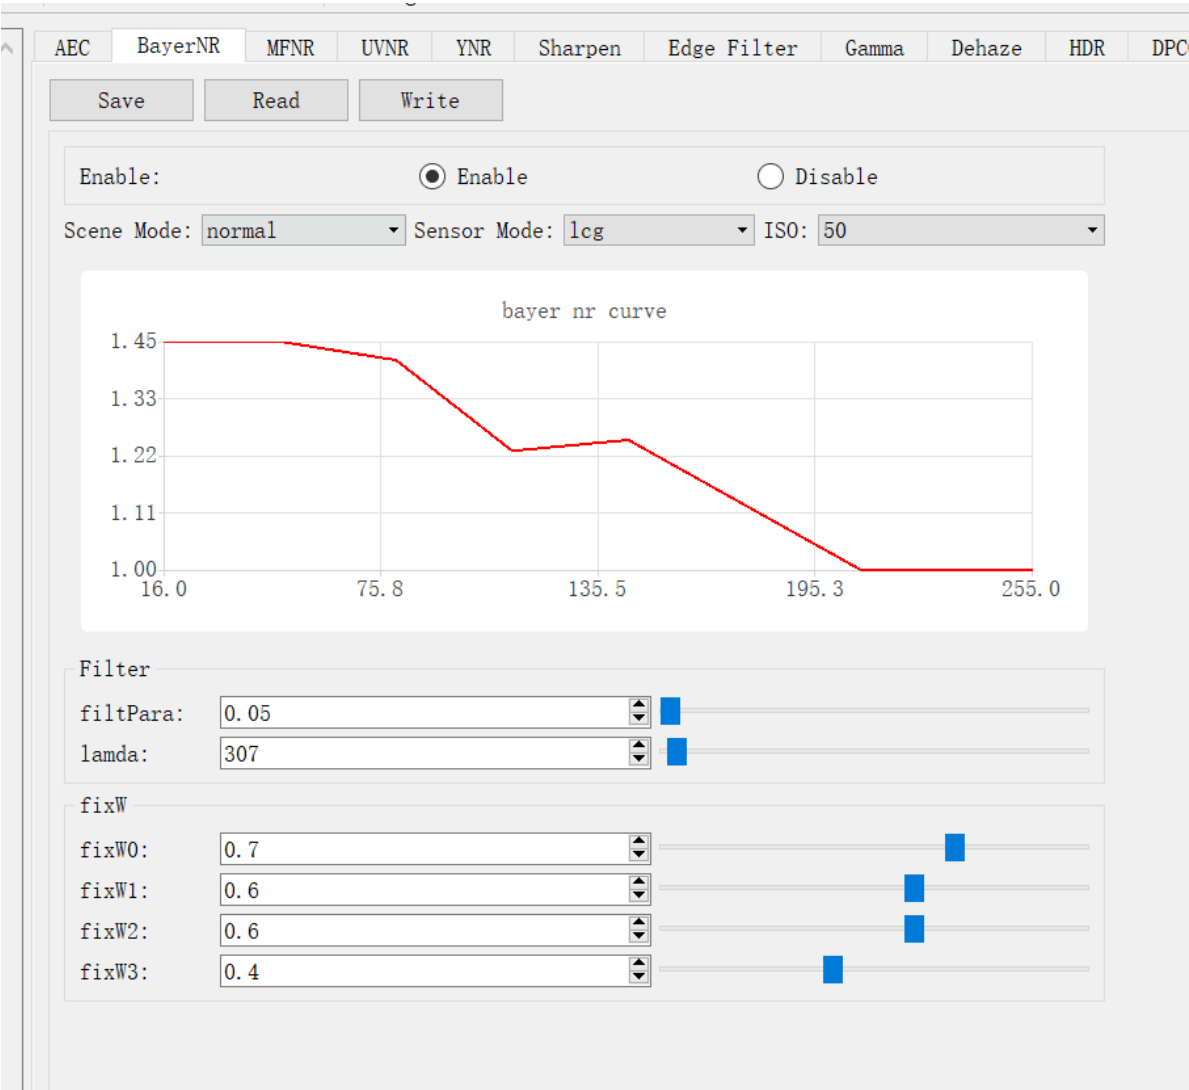 AEC BayerNR MFNR UVNR YNR Sharpen Edge Filter Gamma Dehaze HDR DPC
Save Read Write
Enable: Enable Disable
Scene Mode: normal Sensor Mode: lcg ISO: 50
bayer nr curve
1.45
1.33
1.22
1.11
1.00
16.0 75.8 135.5 195.3 255.0
Filter
filtPara: 0.05
lamda: 307
fixW
fixW0: 0.7
fixW1: 0.6
fixW2: 0.6
fixW3: 0.4